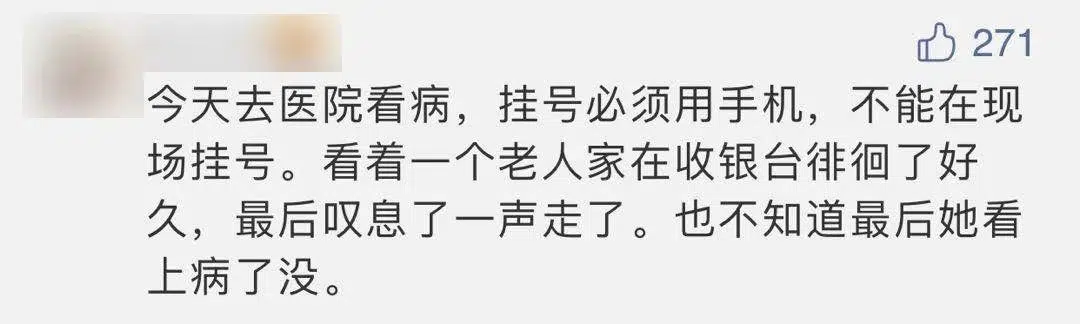 271
今天去医院看病，挂号必须用手机，不能在现
场挂号。看着一个老人家在收银台徘徊了好
久，最后叹息了一声走了。也不知道最后她看
上病了没。